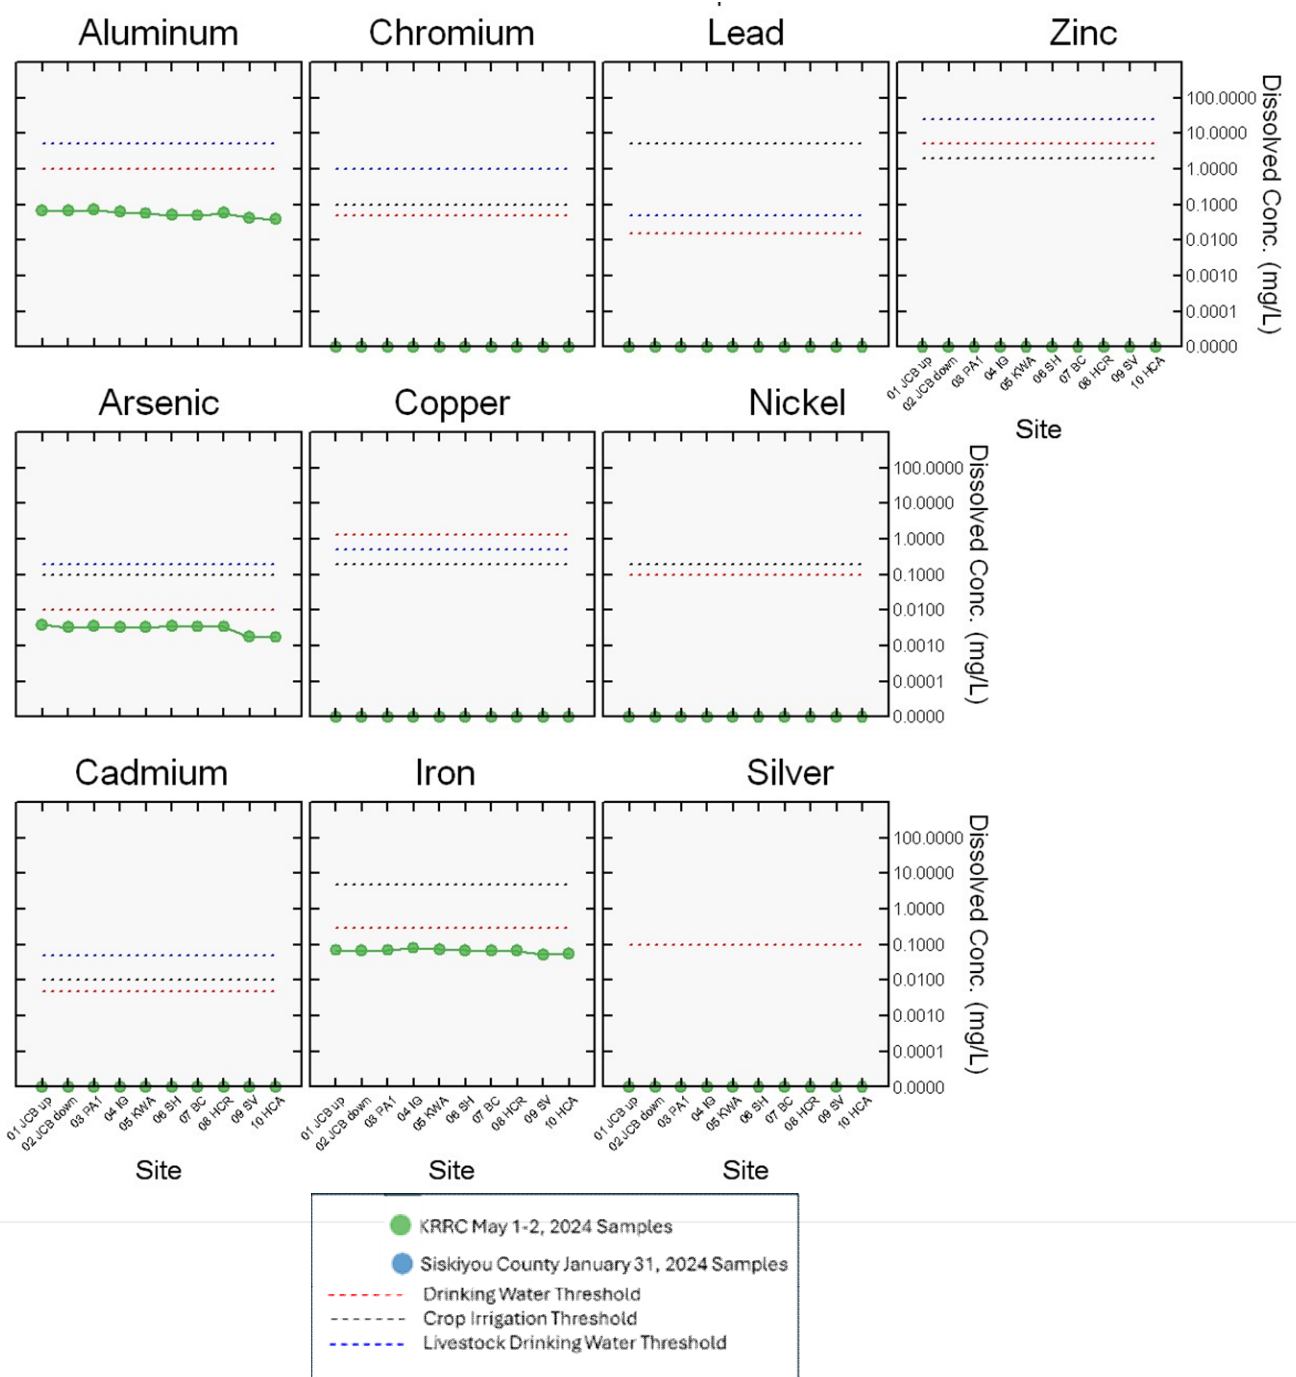 Aluminum
Chromium
Lead
Zinc
100.0000
10.0000
1.0000
0.1000
0.0100
0.0010
0.0001
0.0000
Dissolved Conc. (mg/L)
01 JCB up
02 JCB down
03 PA1
04 IG
05 KWA
06 SH
07 BC
08 HCR
09 SV
10 HCA
Site
Arsenic
Copper
Nickel
100.0000
10.0000
1.0000
0.1000
0.0100
0.0010
0.0001
0.0000
Dissolved Conc. (mg/L)
Cadmium
Iron
Silver
100.0000
10.0000
1.0000
0.1000
0.0100
0.0010
0.0001
0.0000
Dissolved Conc. (mg/L)
01 JCB up
02 JCB down
03 PA1
04 IG
05 KWA
06 SH
07 BC
08 HCR
09 SV
10 HCA
01 JCB up
02 JCB down
03 PA1
04 IG
05 KWA
06 SH
07 BC
08 HCR
09 SV
10 HCA
01 JCB up
02 JCB down
03 PA1
04 IG
05 KWA
06 SH
07 BC
08 HCR
09 SV
10 HCA
Site
Site
Site
KRRC May 1-2, 2024 Samples
Siskiyou County January 31, 2024 Samples
Drinking Water Threshold
Crop Irrigation Threshold
Livestock Drinking Water Threshold